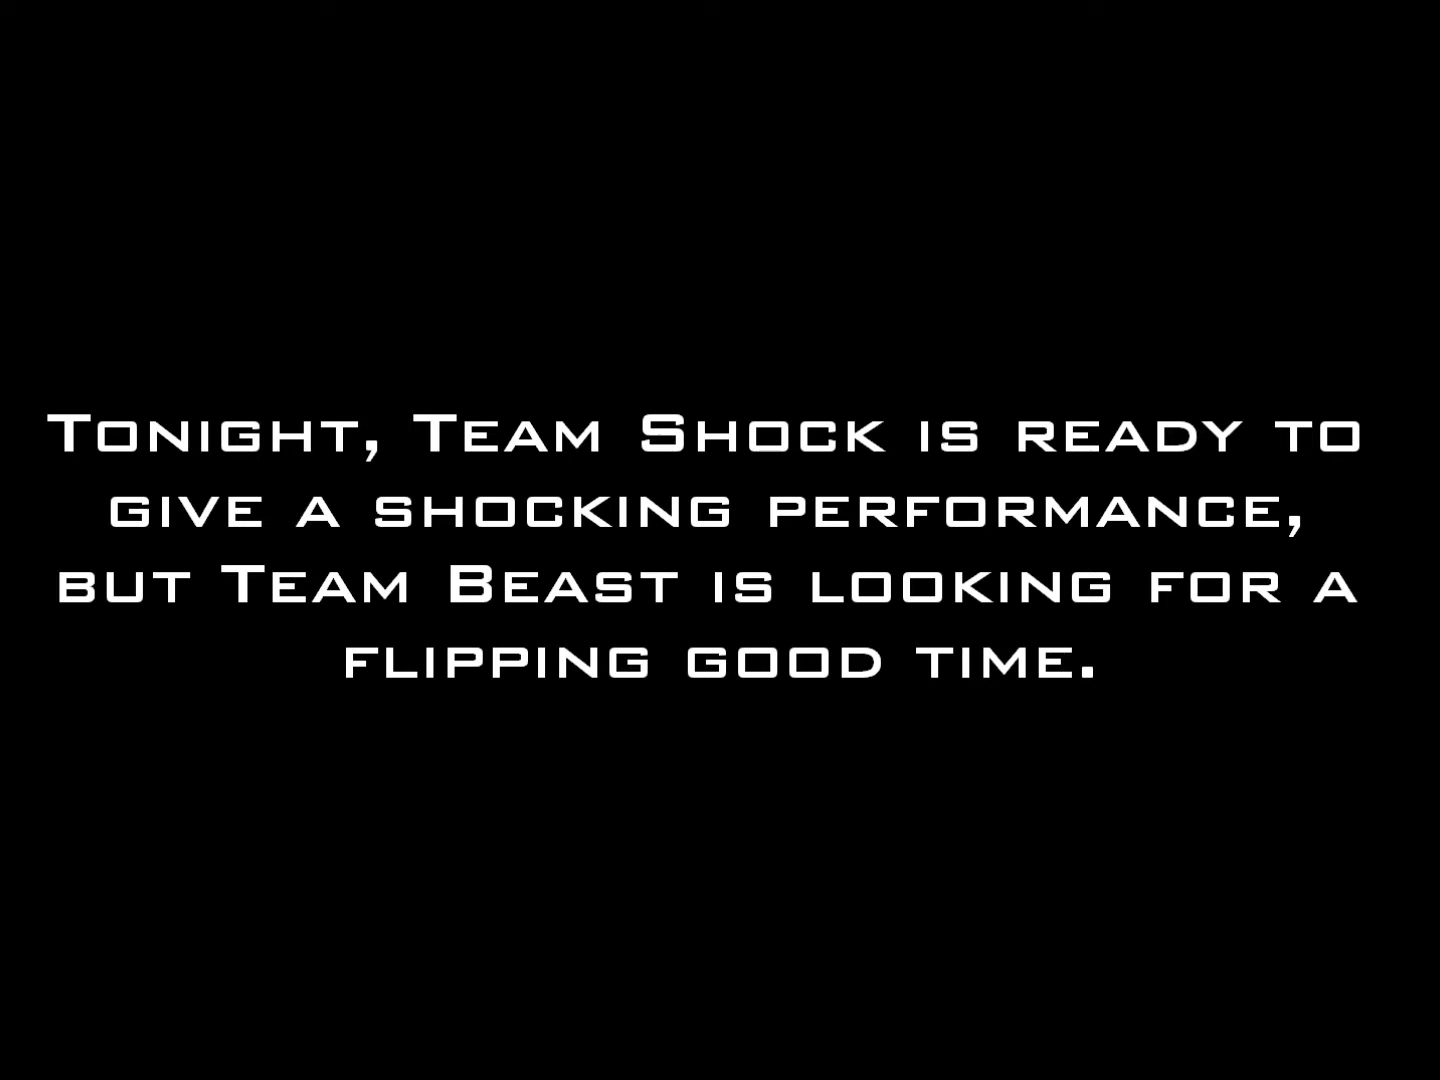 Tonight, Team Shock is ready to
give a shocking performance,
but Team Beast is looking for a
flipping good time.